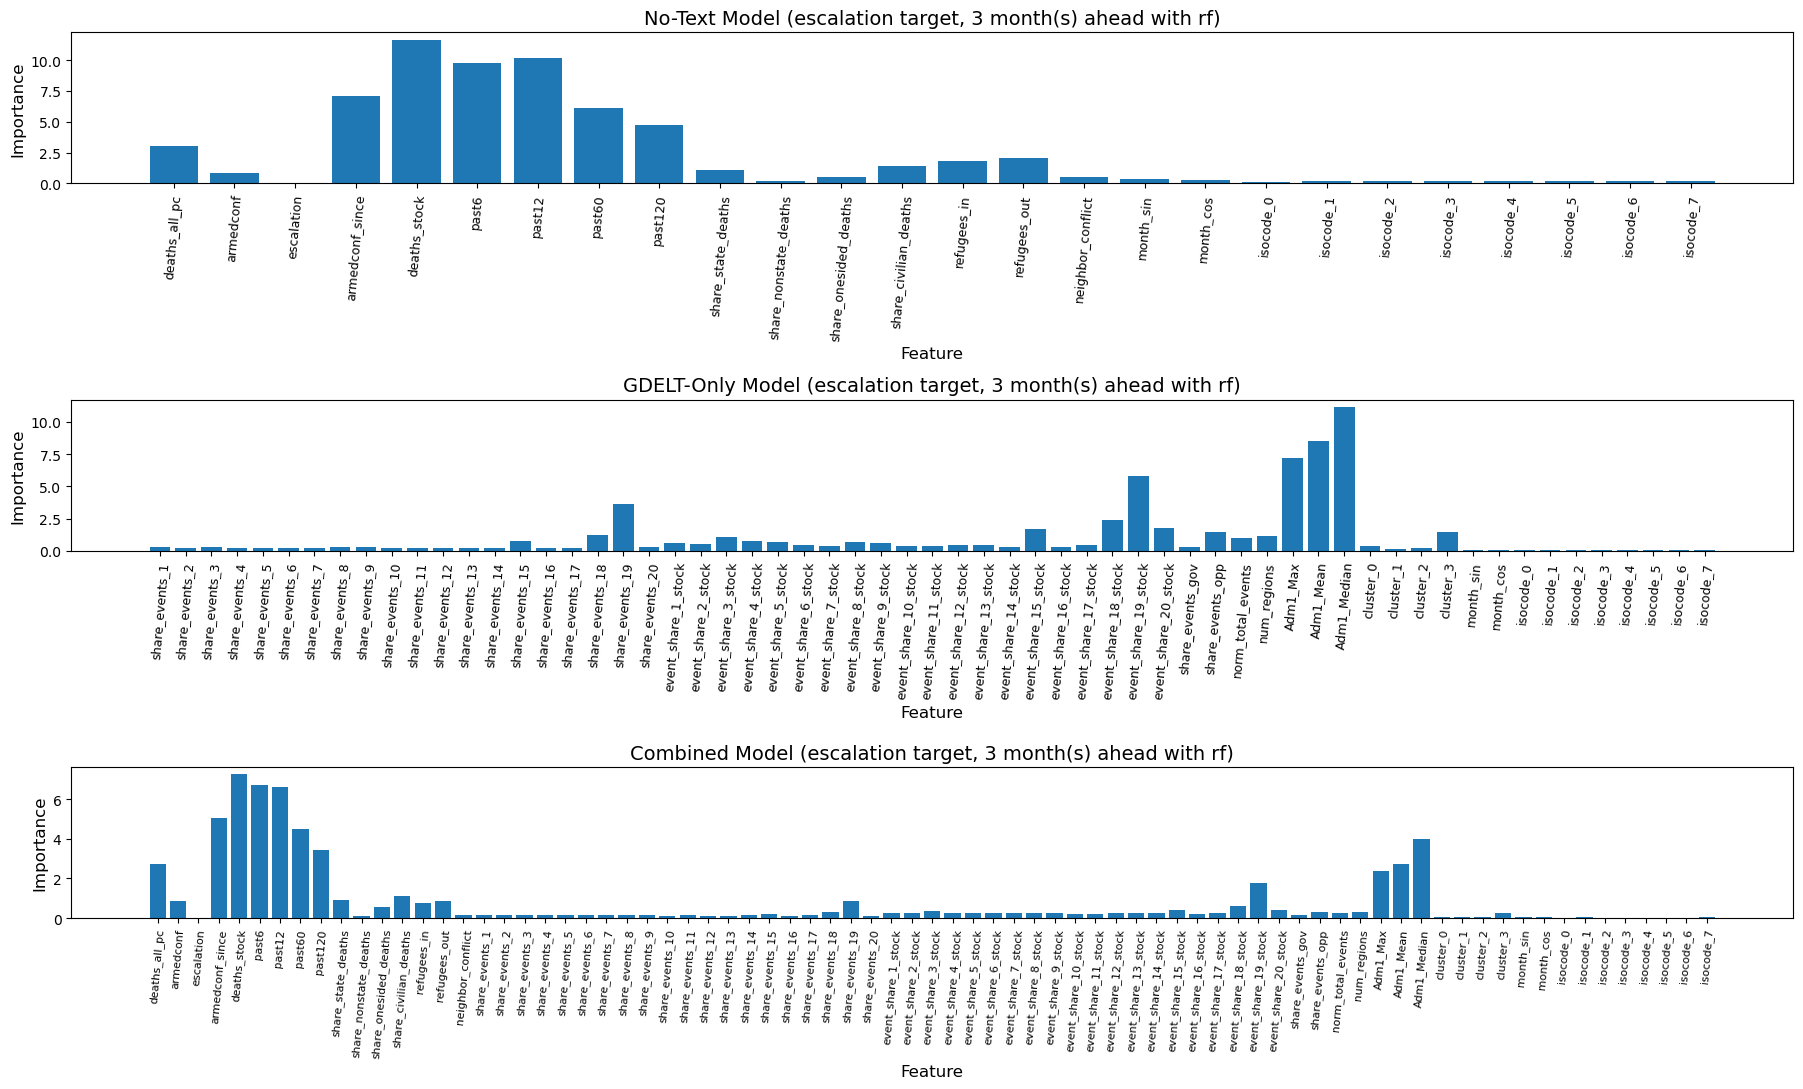 No-Text Model (escalation target, 3 month(s) ahead with rf)
Importance
10.0
7.5
5.0
2.5
0.0
deaths_all_pc
armedconf
escalation
armedconf_since
deaths_stock
past6
past12
past60
past120
share_state_deaths
share_nonstate_deaths
share_onesided_deaths
share_civilian_deaths
refugees_in
refugees_out
neighbor_conflict
month_sin
month_cos
isocode_0
isocode_1
isocode_2
isocode_3
isocode_4
isocode_5
isocode_6
isocode_7
Feature
GDELT-Only Model (escalation target, 3 month(s) ahead with rf)
Importance
10.0
7.5
5.0
2.5
0.0
share_events_1
share_events_2
share_events_3
share_events_4
share_events_5
share_events_6
share_events_7
share_events_8
share_events_9
share_events_10
share_events_11
share_events_12
share_events_13
share_events_14
share_events_15
share_events_16
share_events_17
share_events_18
share_events_19
share_events_20
event_share_1_stock
event_share_2_stock
event_share_3_stock
event_share_4_stock
event_share_5_stock
event_share_6_stock
event_share_7_stock
event_share_8_stock
event_share_9_stock
event_share_10_stock
event_share_11_stock
event_share_12_stock
event_share_13_stock
event_share_14_stock
event_share_15_stock
event_share_16_stock
event_share_17_stock
event_share_18_stock
event_share_19_stock
event_share_20_stock
share_events_gov
share_events_opp
norm_total_events
num_regions
Adm1_Max
Adm1_Mean
Adm1_Median
cluster_0
cluster_1
cluster_2
cluster_3
month_sin
month_cos
isocode_0
isocode_1
isocode_2
isocode_3
isocode_4
isocode_5
isocode_6
isocode_7
Feature
Combined Model (escalation target, 3 month(s) ahead with rf)
Importance
6
4
2
0
deaths_all_pc
armedconf
escalation
armedconf_since
deaths_stock
past6
past12
past60
past120
share_state_deaths
share_nonstate_deaths
share_onesided_deaths
share_civilian_deaths
refugees_in
refugees_out
neighbor_conflict
share_events_1
share_events_2
share_events_3
share_events_4
share_events_5
share_events_6
share_events_7
share_events_8
share_events_9
share_events_10
share_events_11
share_events_12
share_events_13
share_events_14
share_events_15
share_events_16
share_events_17
share_events_18
share_events_19
share_events_20
event_share_1_stock
event_share_2_stock
event_share_3_stock
event_share_4_stock
event_share_5_stock
event_share_6_stock
event_share_7_stock
event_share_8_stock
event_share_9_stock
event_share_10_stock
event_share_11_stock
event_share_12_stock
event_share_13_stock
event_share_14_stock
event_share_15_stock
event_share_16_stock
event_share_17_stock
event_share_18_stock
event_share_19_stock
event_share_20_stock
share_events_gov
share_events_opp
norm_total_events
num_regions
Adm1_Max
Adm1_Mean
Adm1_Median
cluster_0
cluster_1
cluster_2
cluster_3
month_sin
month_cos
isocode_0
isocode_1
isocode_2
isocode_3
isocode_4
isocode_5
isocode_6
isocode_7
Feature